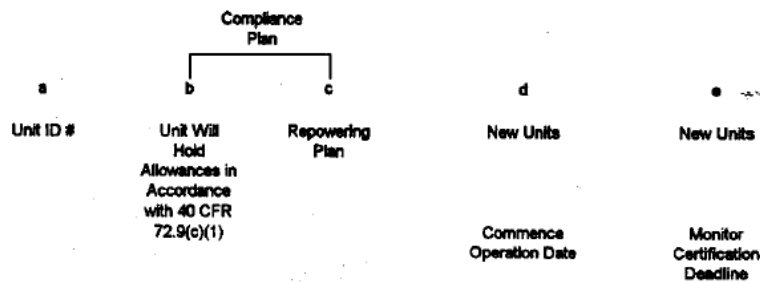 Compliance
Plan
a b c d e
Unit ID # Unit Will Repowering New Units New Units
Hold Plan
Allowances in
Accordance
with 40 CFR
72.9(c)(1)
Commence Monitor
Operation Date Certification
Deadline